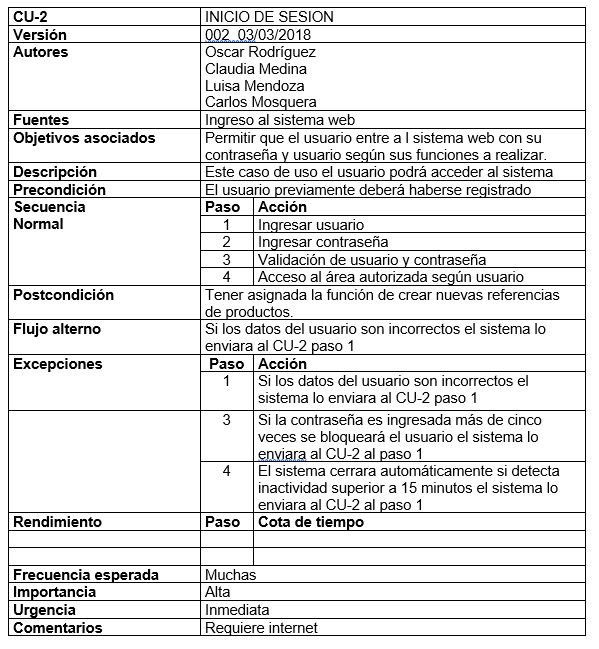 CU-2 INICIO DE SESION
Versión 002 03/03/2018
Autores Oscar Rodríguez
Claudia Medina
Luisa Mendoza
Carlos Mosquera
Fuentes Ingreso al sistema web
Objetivos asociados Permitir que el usuario entre a l sistema web con su
contraseña y usuario según sus funciones a realizar.
Descripción Este caso de uso el usuario podrá acceder al sistema
Precondición El usuario previamente deberá haberse registrado
Secuencia Paso Acción
Normal 1 Ingresar usuario
2 Ingresar contraseña
3 Validación de usuario y contraseña
4 Acceso al área autorizada según usuario
Postcondición Tener asignada la función de crear nuevas referencias
de productos.
Flujo alterno Si los datos del usuario son incorrectos el sistema lo
enviara al CU-2 paso 1
Excepciones Paso Acción
1 Si los datos del usuario son incorrectos el
sistema lo enviara al CU-2 paso 1
3 Si la contraseña es ingresada más de cinco
veces se bloqueará el usuario el sistema lo
enviara al CU-2 al paso 1
4 El sistema cerrara automáticamente si detecta
inactividad superior a 15 minutos el sistema lo
enviara al CU-2 al paso 1
Rendimiento Paso Cota de tiempo
Frecuencia esperada Muchas
Importancia Alta
Urgencia Inmediata
Comentarios Requiere internet